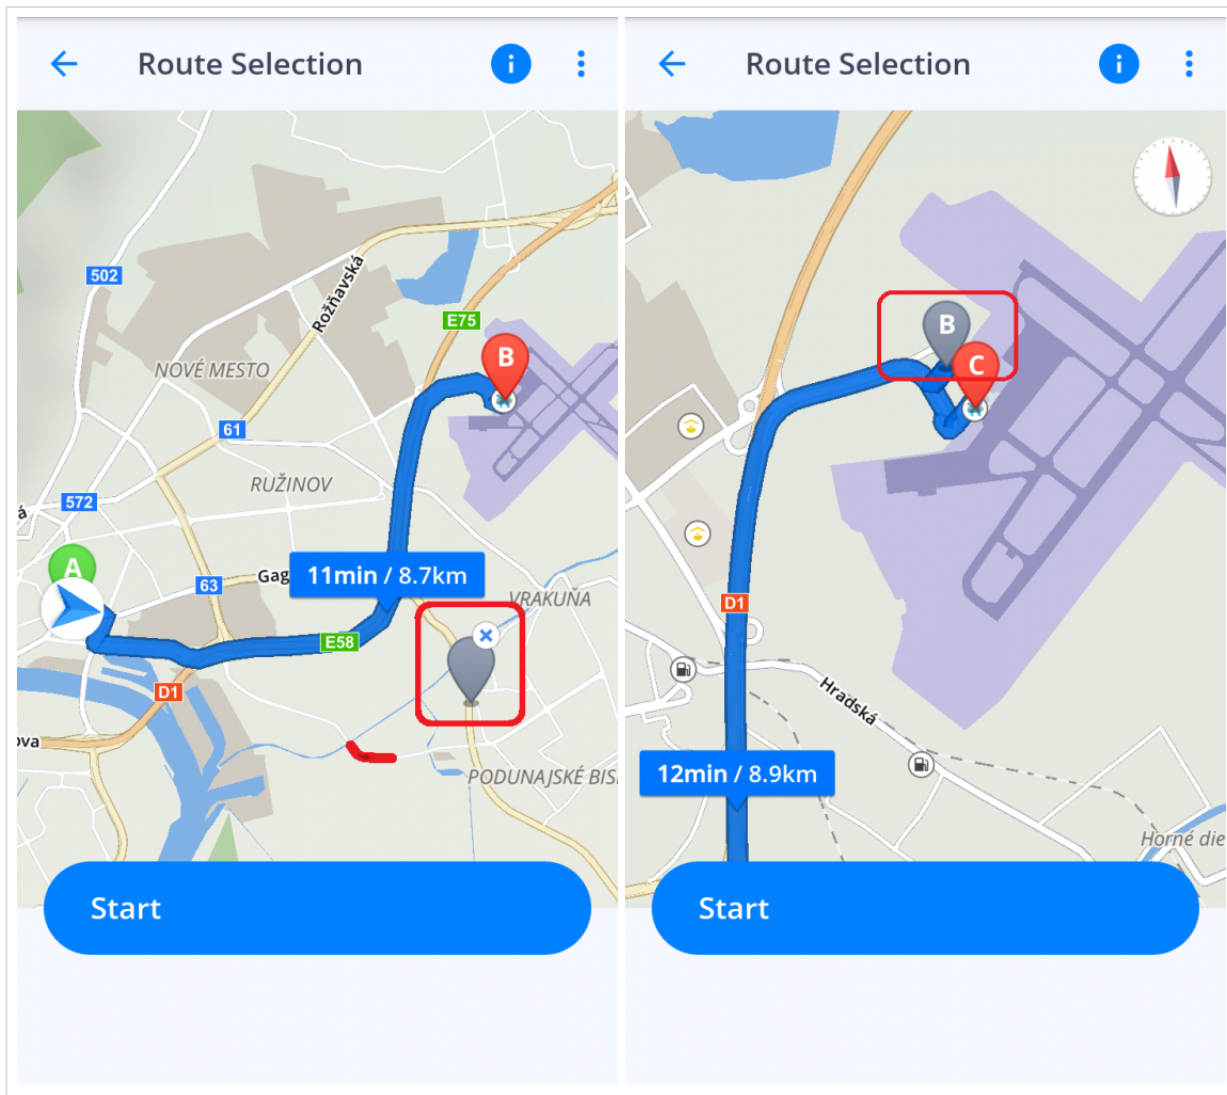 Route Selection
502
Rožňavská
E75
NOVÉ MESTO
B
61
RUŽINOV
572
á
A
63
Gag
11min / 8.7km
VRAKUŇA
E58
D1
ova
PODUNAJSKÉ BIS
Start
Route Selection
B
C
D1
Hradská
12min / 8.9km
Horné die
Start